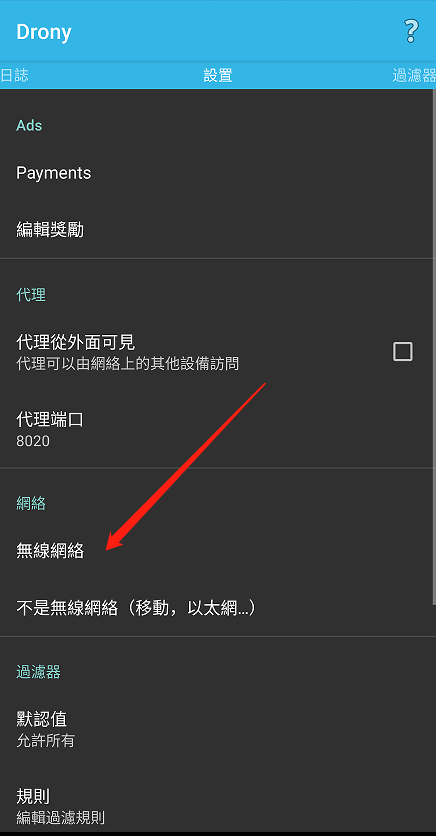 Drony
?
日誌 設置 過濾器
Ads
Payments
編輯獎勵
代理
代理從外面可見
代理可以由網絡上的其他設備訪問
代理端口
8020
網絡
無線網絡
不是無線網絡（移動，以太網...）
過濾器
默認值
允許所有
規則
編輯過濾規則